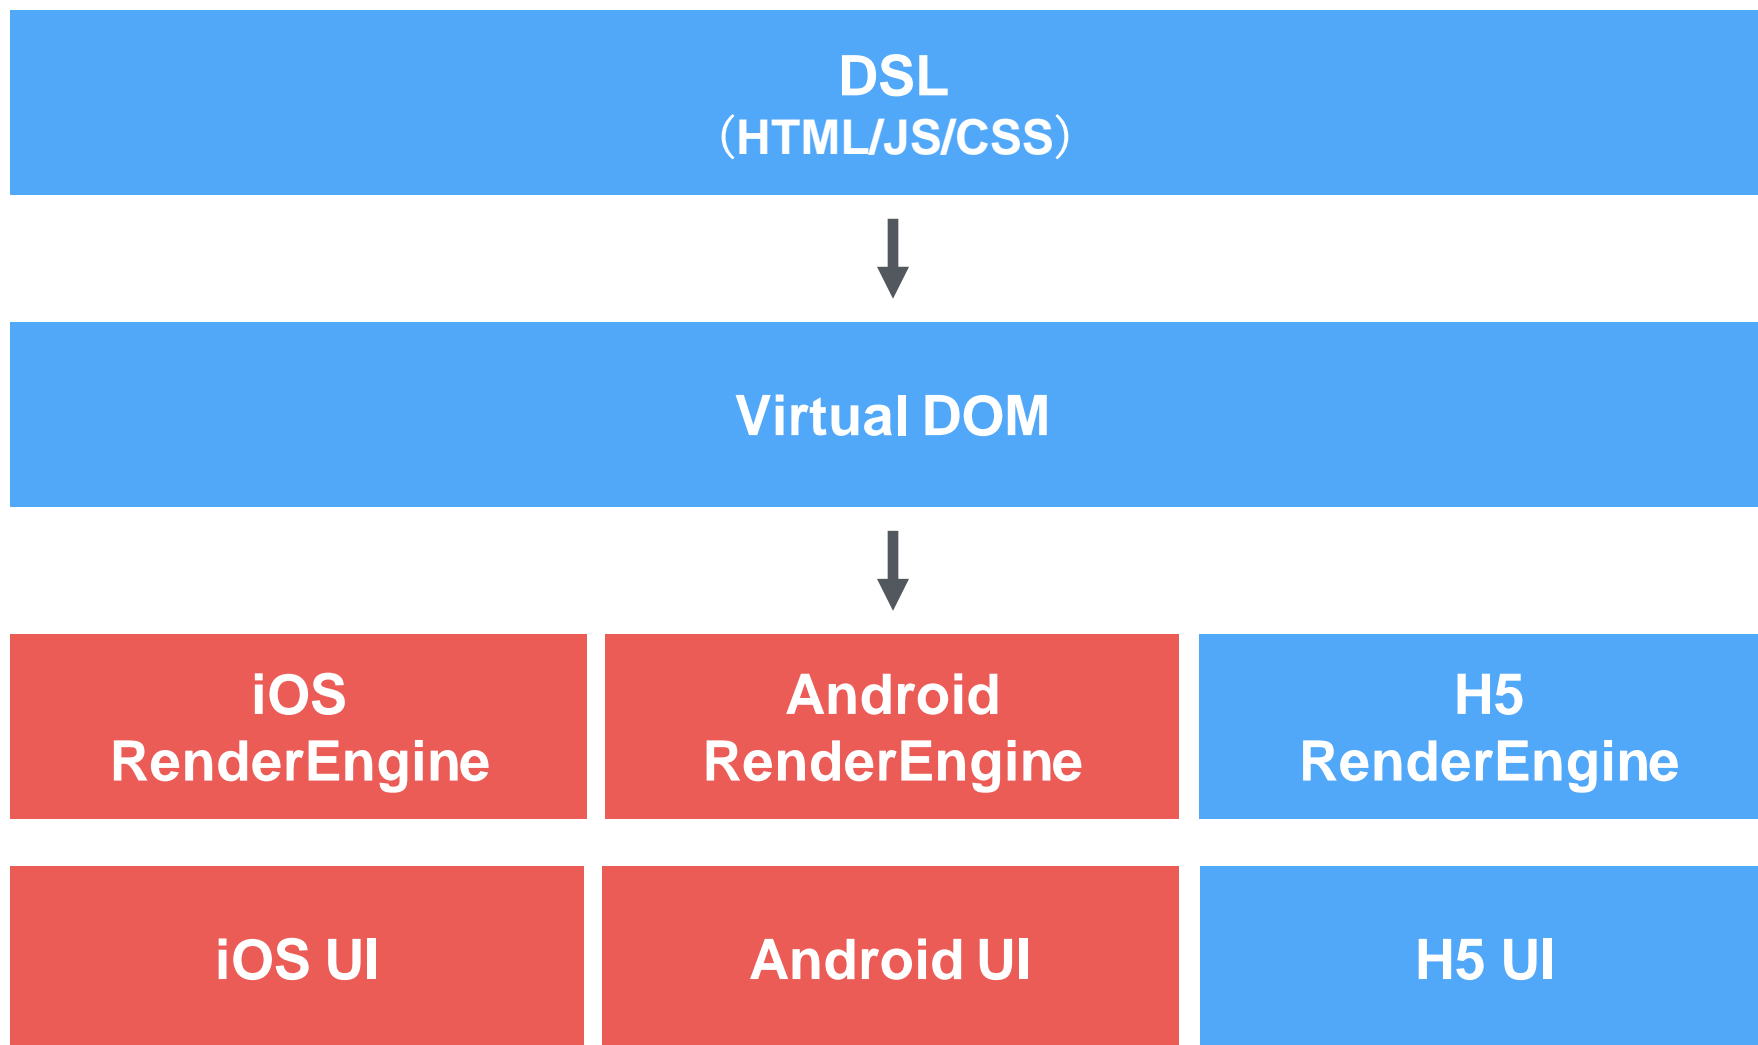 DSL
（HTML/JS/CSS）
Virtual DOM
iOS
RenderEngine
Android
RenderEngine
H5
RenderEngine
iOS UI
Android UI
H5 UI